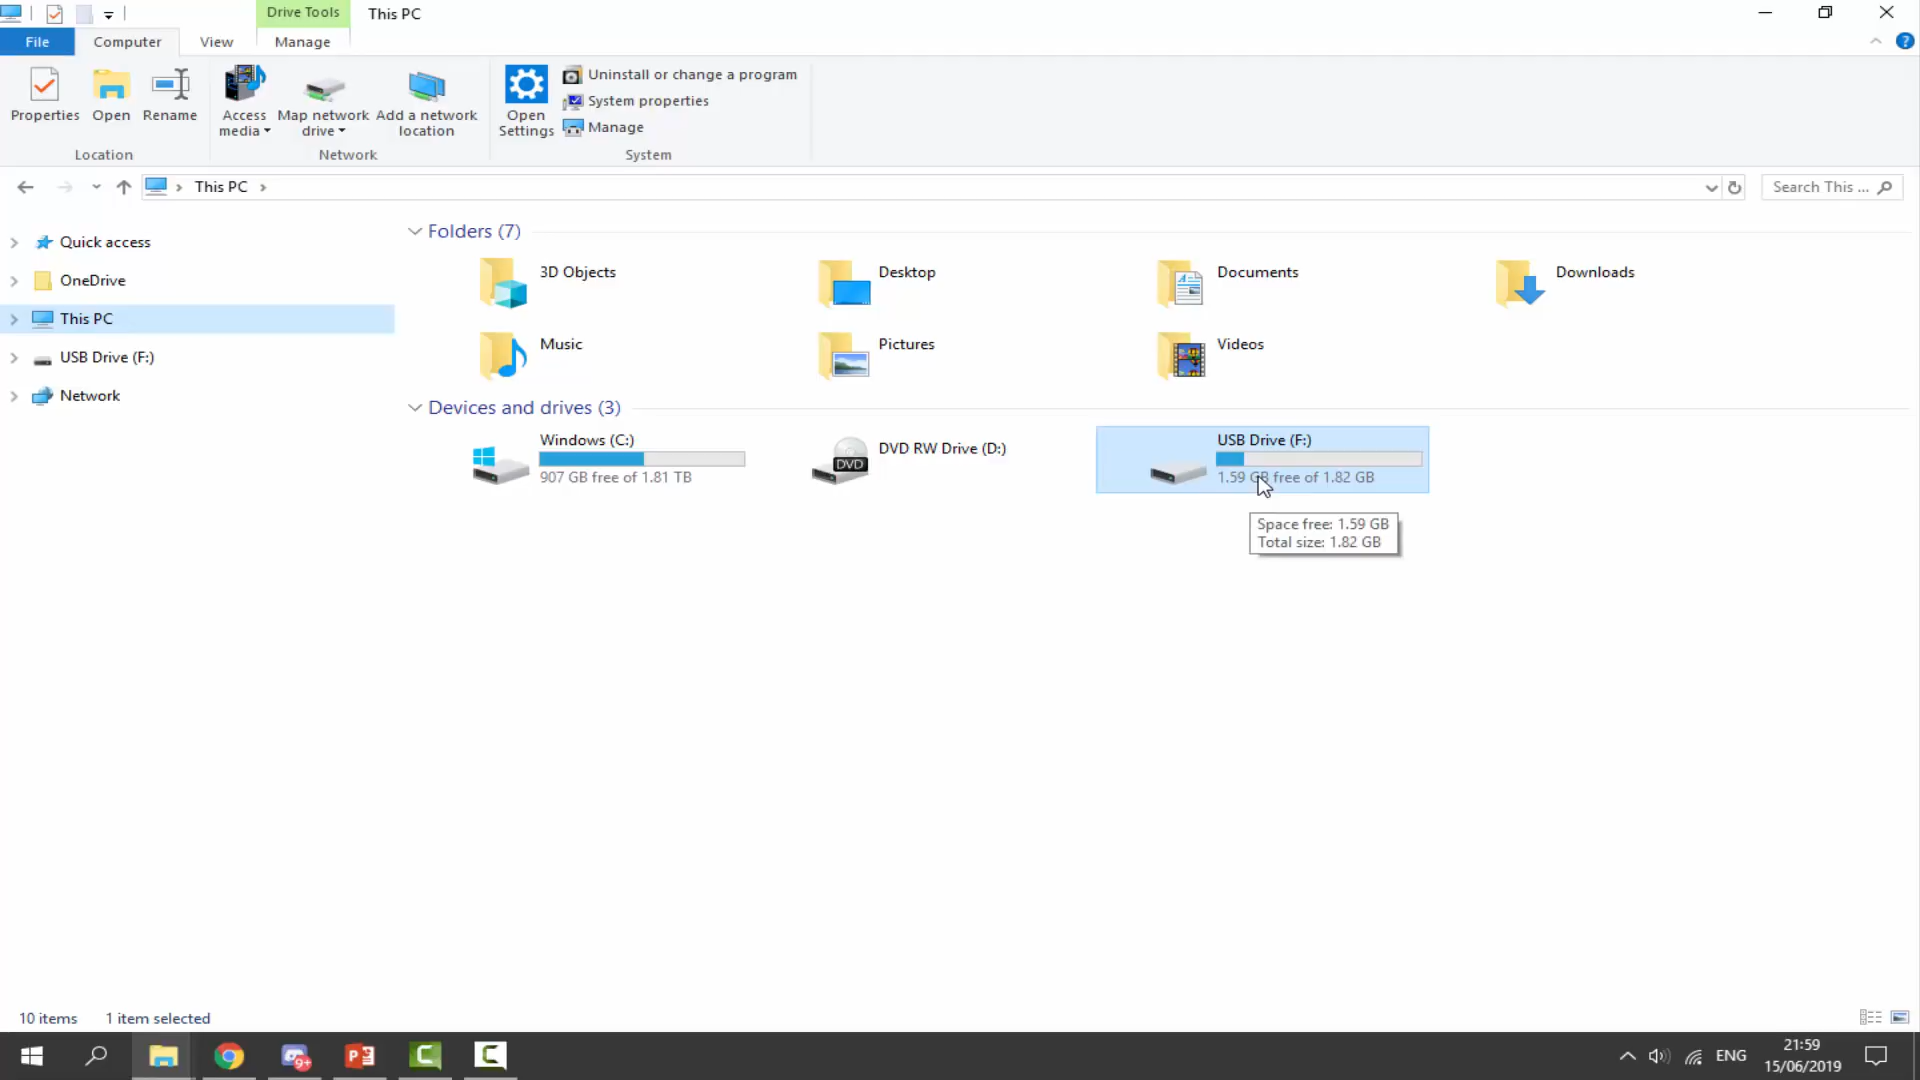 Drive Tools
This PC
File
Computer
View
Manage
Properties
Open
Rename
Access
media
Map network
drive
Add a network
location
Open
Settings
Uninstall or change a program
System properties
Manage
Location
Network
System
This PC
Search This ...
Quick access
OneDrive
This PC
USB Drive (F:)
Network
Folders (7)
3D Objects
Desktop
Documents
Downloads
Music
Pictures
Videos
Devices and drives (3)
Windows (C:)
907 GB free of 1.81 TB
DVD
DVD RW Drive (D:)
USB Drive (F:)
1.59 GB free of 1.82 GB
Space free: 1.59 GB
Total size: 1.82 GB
10 items
1 item selected
9+
P
C
C
ENG
21:59
15/06/2019